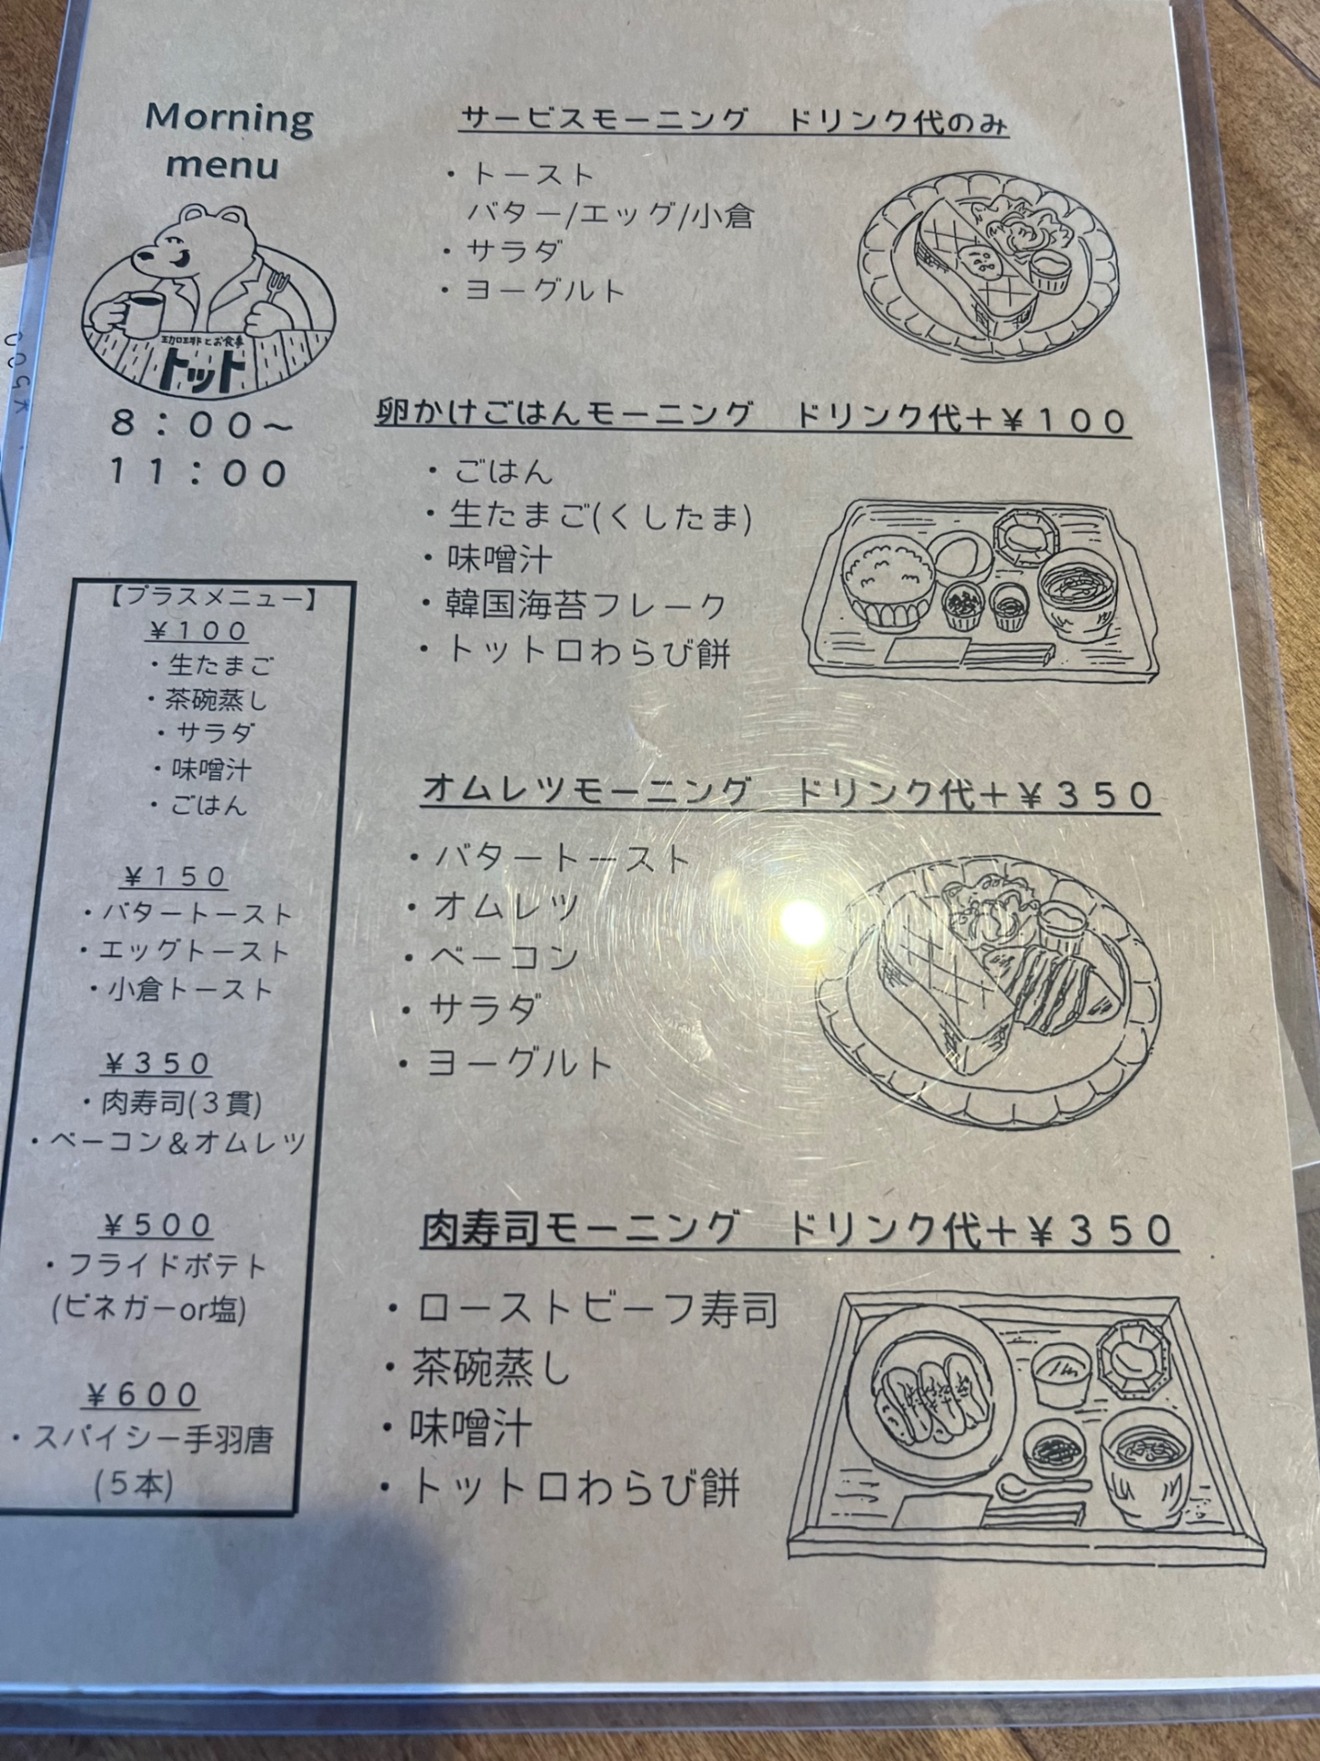 Morning
menu
トット
8：00～
11：00
【プラスメニュー】
￥100
・生たまご
・茶碗蒸し
・サラダ
・味噌汁
・ごはん
￥150
・バタートースト
・エッグトースト
・小倉トースト
￥350
・肉寿司(3貫)
・ベーコン＆オムレツ
￥500
・フライドポテト
(ビネガーor塩)
￥600
・スパイシー手羽唐
(5本)
サービスモーニング　ドリンク代のみ
・トースト
バター/エッグ/小倉
・サラダ
・ヨーグルト
卵かけごはんモーニング　ドリンク代＋￥100
・ごはん
・生たまご(くしたま)
・味噌汁
・韓国海苔フレーク
・トットロわらび餅
オムレツモーニング　ドリンク代＋￥350
・バタートースト
・オムレツ
・ベーコン
・サラダ
・ヨーグルト
肉寿司モーニング　ドリンク代＋￥350
・ローストビーフ寿司
・茶碗蒸し
・味噌汁
・トットロわらび餅